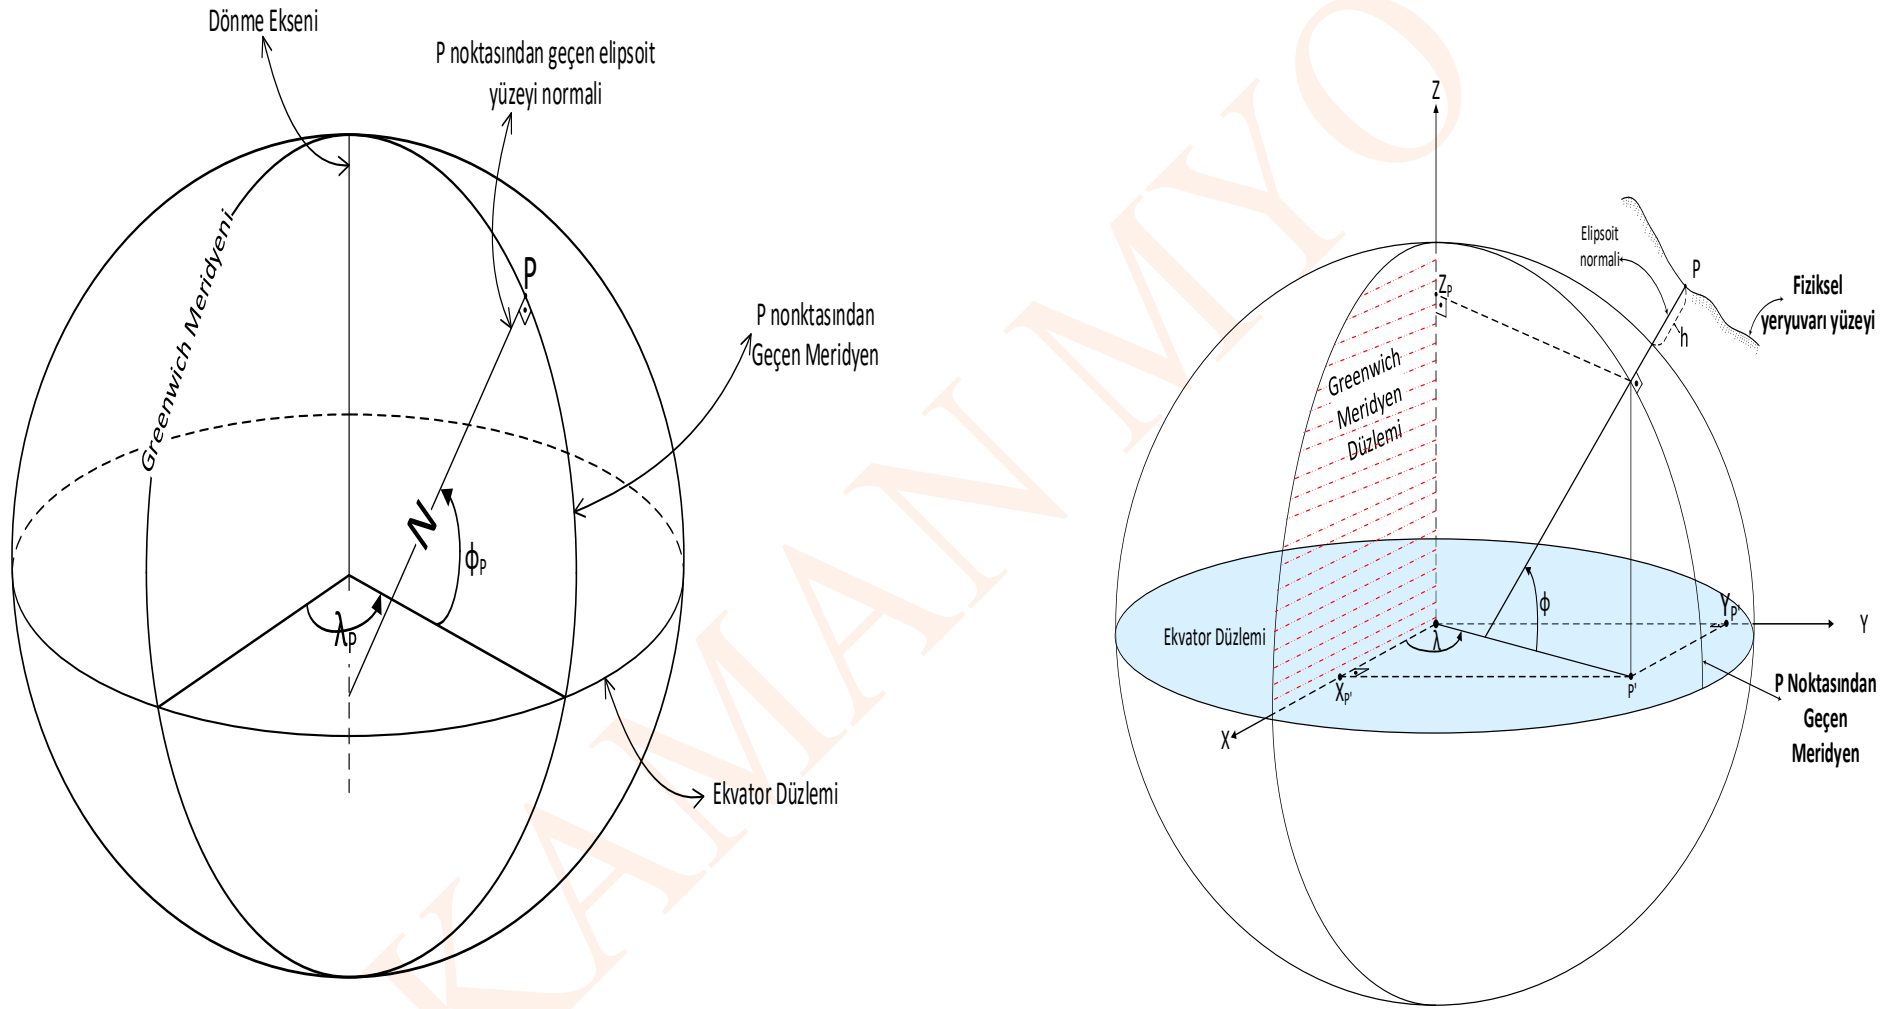 Dönme Ekseni
P noktasından geçen elipsoit
yüzeyi normali
Greenwich Meridyeni
P
P nonktasından
Geçen Meridyen
N
ϕP
λP
Ekvator Düzlemi
Z
ZP
Elipsoit
normali
P
Fiziksel
yeryuvarı yüzeyi
h
Greenwich
Meridyen
Düzlemi
Ekvator Düzlemi
ϕ
λ
YP'
Y
XP'
P'
X
P Noktasından
Geçen
Meridyen
KAMAN MYO